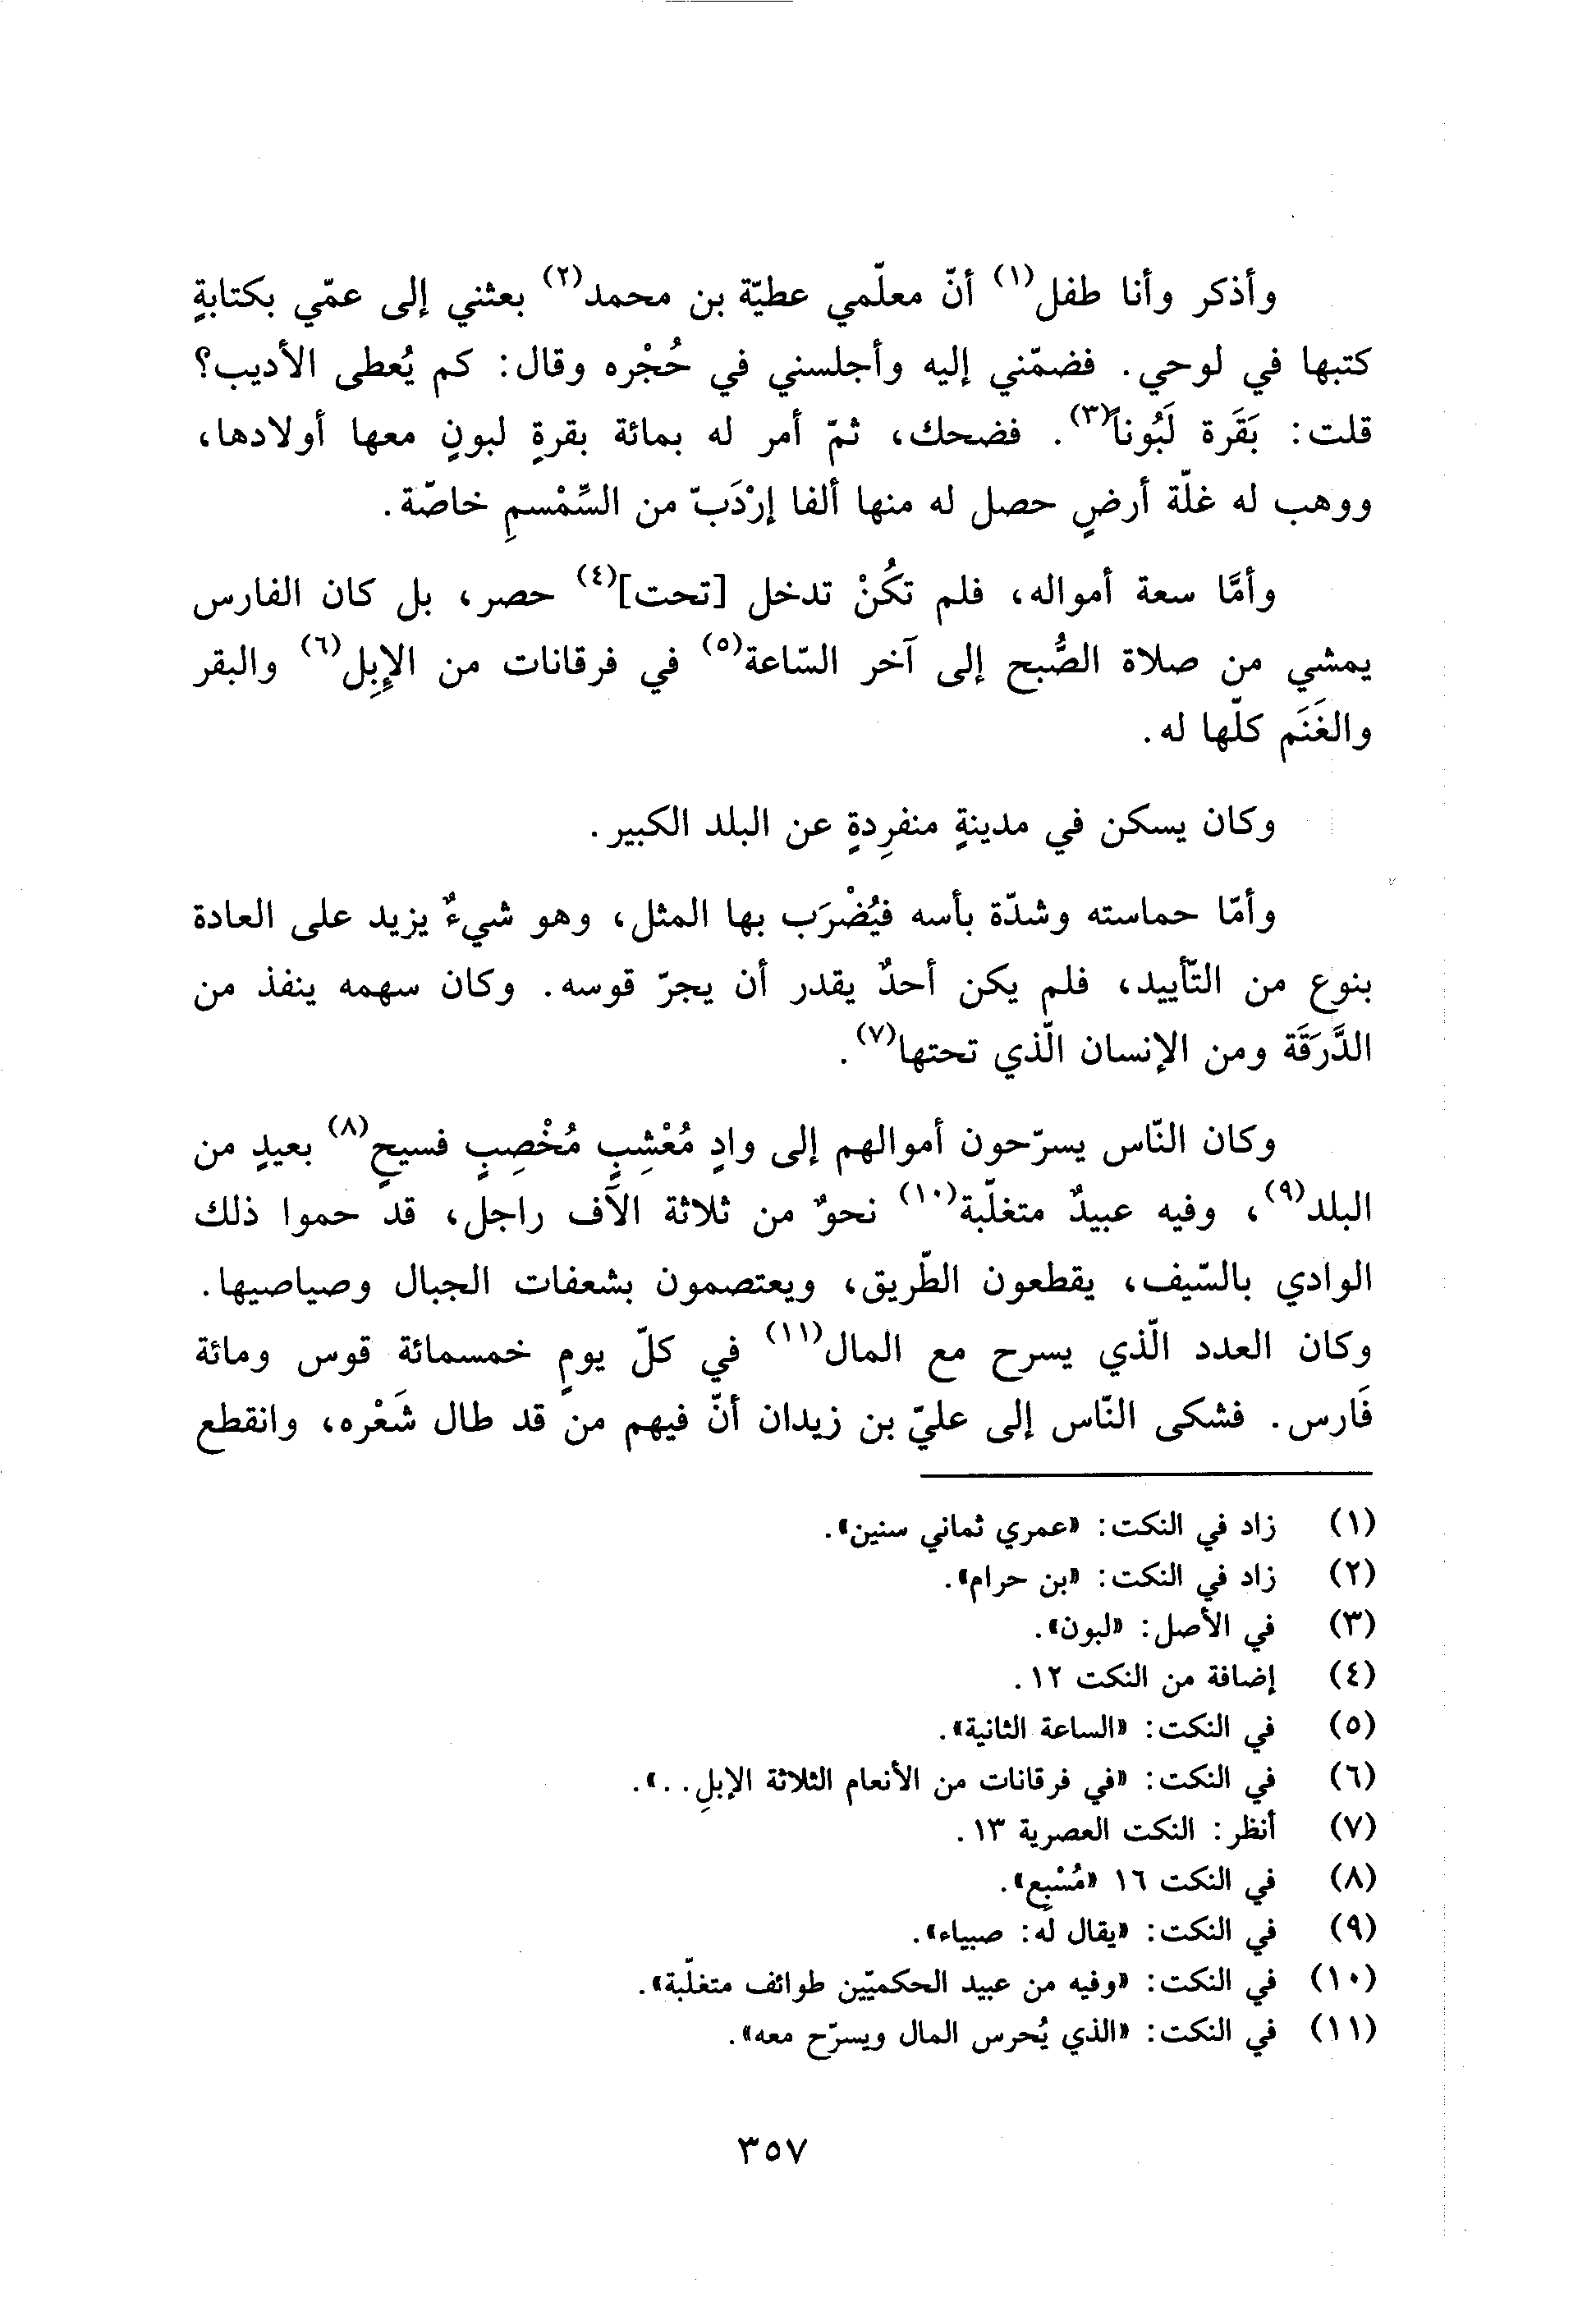 وأذكر وأنا طفل(١) أنّ معلّمي عطيّة بن محمد(٢) بعثني إلى عمّي بكتابةٍ
كتبها في لوحي. فضمّني إليه وأجلسني في حُجْره وقال: كم يُعطى الأديب؟
قلت: بَقَرة لَبُوناً(٣). فضحك، ثمّ أمر له بمائة بقرةٍ لبونٍ معها أولادها،
ووهب له غلّة أرضٍ حصل له منها ألفا إرْدَبّ من السِّمْسمِ خاصّة.
وأمَّا سعة أمواله، فلم تكُنْ تدخل [تحت](٤) حصر، بل كان الفارس
يمشي من صلاة الصُّبح إلى آخر السّاعة(٥) في فرقانات من الإِبِل(٦) والبقر
والغَنَم كلّها له.
وكان يسكن في مدينةٍ منفرِدةٍ عن البلد الكبير.
وأمّا حماسته وشدّة بأسه فيُضْرَب بها المثل، وهو شيءٌ يزيد على العادة
بنوع من التّأييد، فلم يكن أحدٌ يقدر أن يجرّ قوسه. وكان سهمه ينفذ من
الدَّرَقَة ومن الإنسان الّذي تحتها(٧).
وكان النّاس يسرّحون أموالهم إلى وادٍ مُعْشِبٍ مُخْصِبٍ فسيحٍ(٨) بعيدٍ من
البلد(٩)، وفيه عبيدٌ متغلّبة(١٠) نحوٌ من ثلاثة الآف راجل، قد حموا ذلك
الوادي بالسّيف، يقطعون الطّريق، ويعتصمون بشعفات الجبال وصياصيها.
وكان العدد الّذي يسرح مع المال(١١) في كلّ يومٍ خمسمائة قوس ومائة
فَارس. فشكى النّاس إلى عليّ بن زيدان أنّ فيهم من قد طال شَعْره، وانقطع
(١) زاد في النكت: «عمري ثماني سنين».
(٢) زاد في النكت: «بن حرام».
(٣) في الأصل: «لبون».
(٤) إضافة من النكت ١٢.
(٥) في النكت: «الساعة الثانية».
(٦) في النكت: «في فرقانات من الأنعام الثلاثة الإبلِ..».
(٧) أنظر: النكت العصرية ١٣.
(٨) في النكت ١٦ «مُسْبِع».
(٩) في النكت: «يقال له: صبياء».
(١٠) في النكت: «وفيه من عبيد الحكميّين طوائف متغلّبة».
(١١) في النكت: «الذي يُحرس المال ويسرّح معه».
٣٥٧